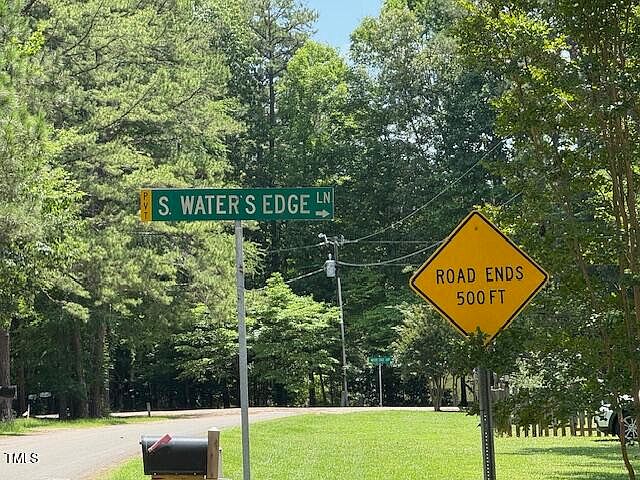 PVT S. WATER'S EDGE LN
ROAD ENDS
500 FT
TMLS